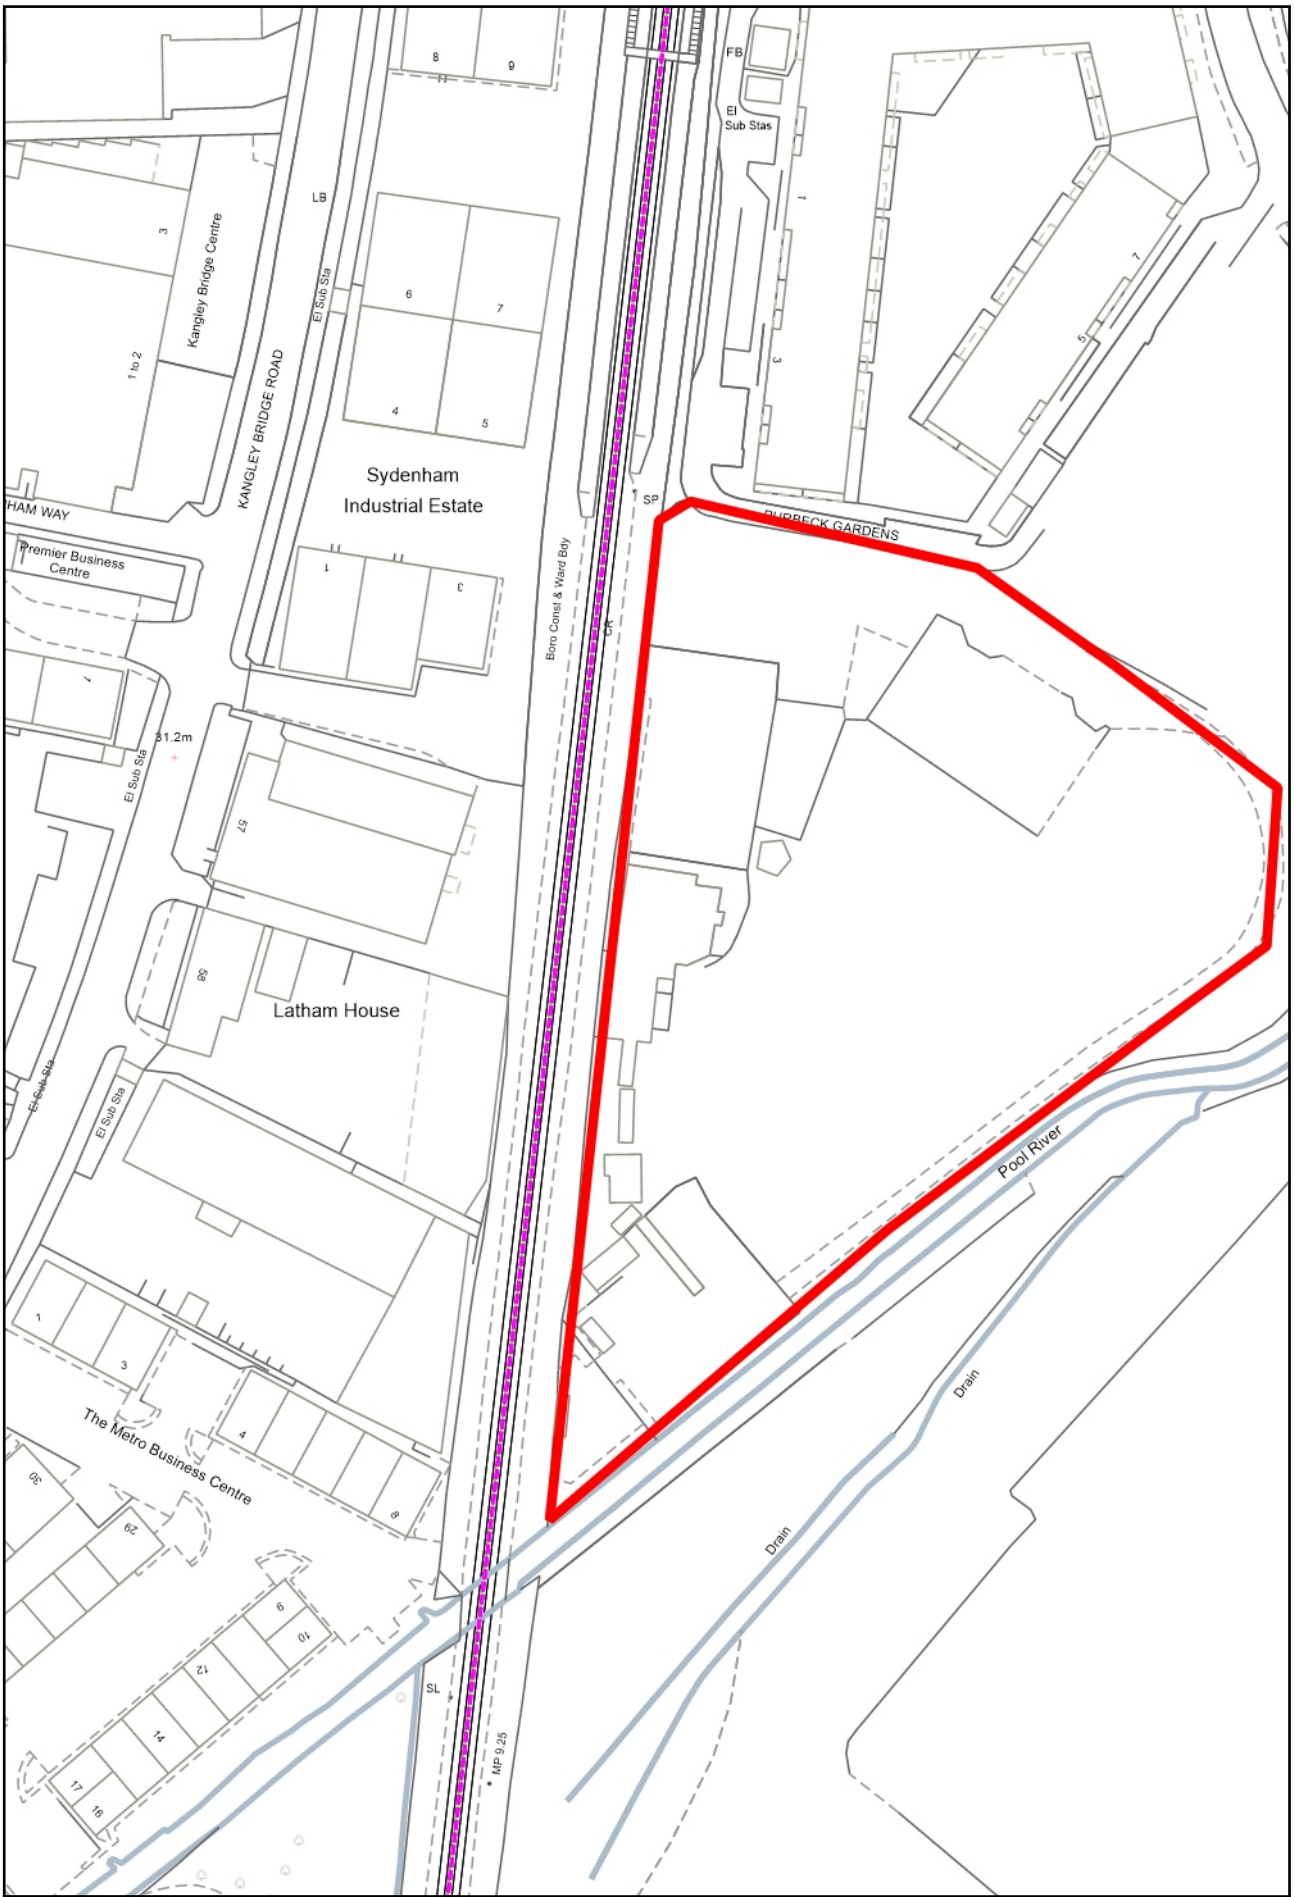 8
9
FB
El
Sub Stas
LB
3
Kangley Bridge Centre
El Sub Sta
1
6
7
7
1 to 2
KANGLEY BRIDGE ROAD
4
5
3
5
Sydenham
Industrial Estate
HAM WAY
SP
PURBECK GARDENS
Premier Business
Centre
1
3
Boro Const & Ward Bdy
CR
1
31.2m
El Sub Sta
57
58
Latham House
El Sub Sta
El Sub Sta
Pool River
1
3
Drain
The Metro Business Centre
4
8
30
29
Drain
9
10
12
SL
14
MP 9.25
17
16